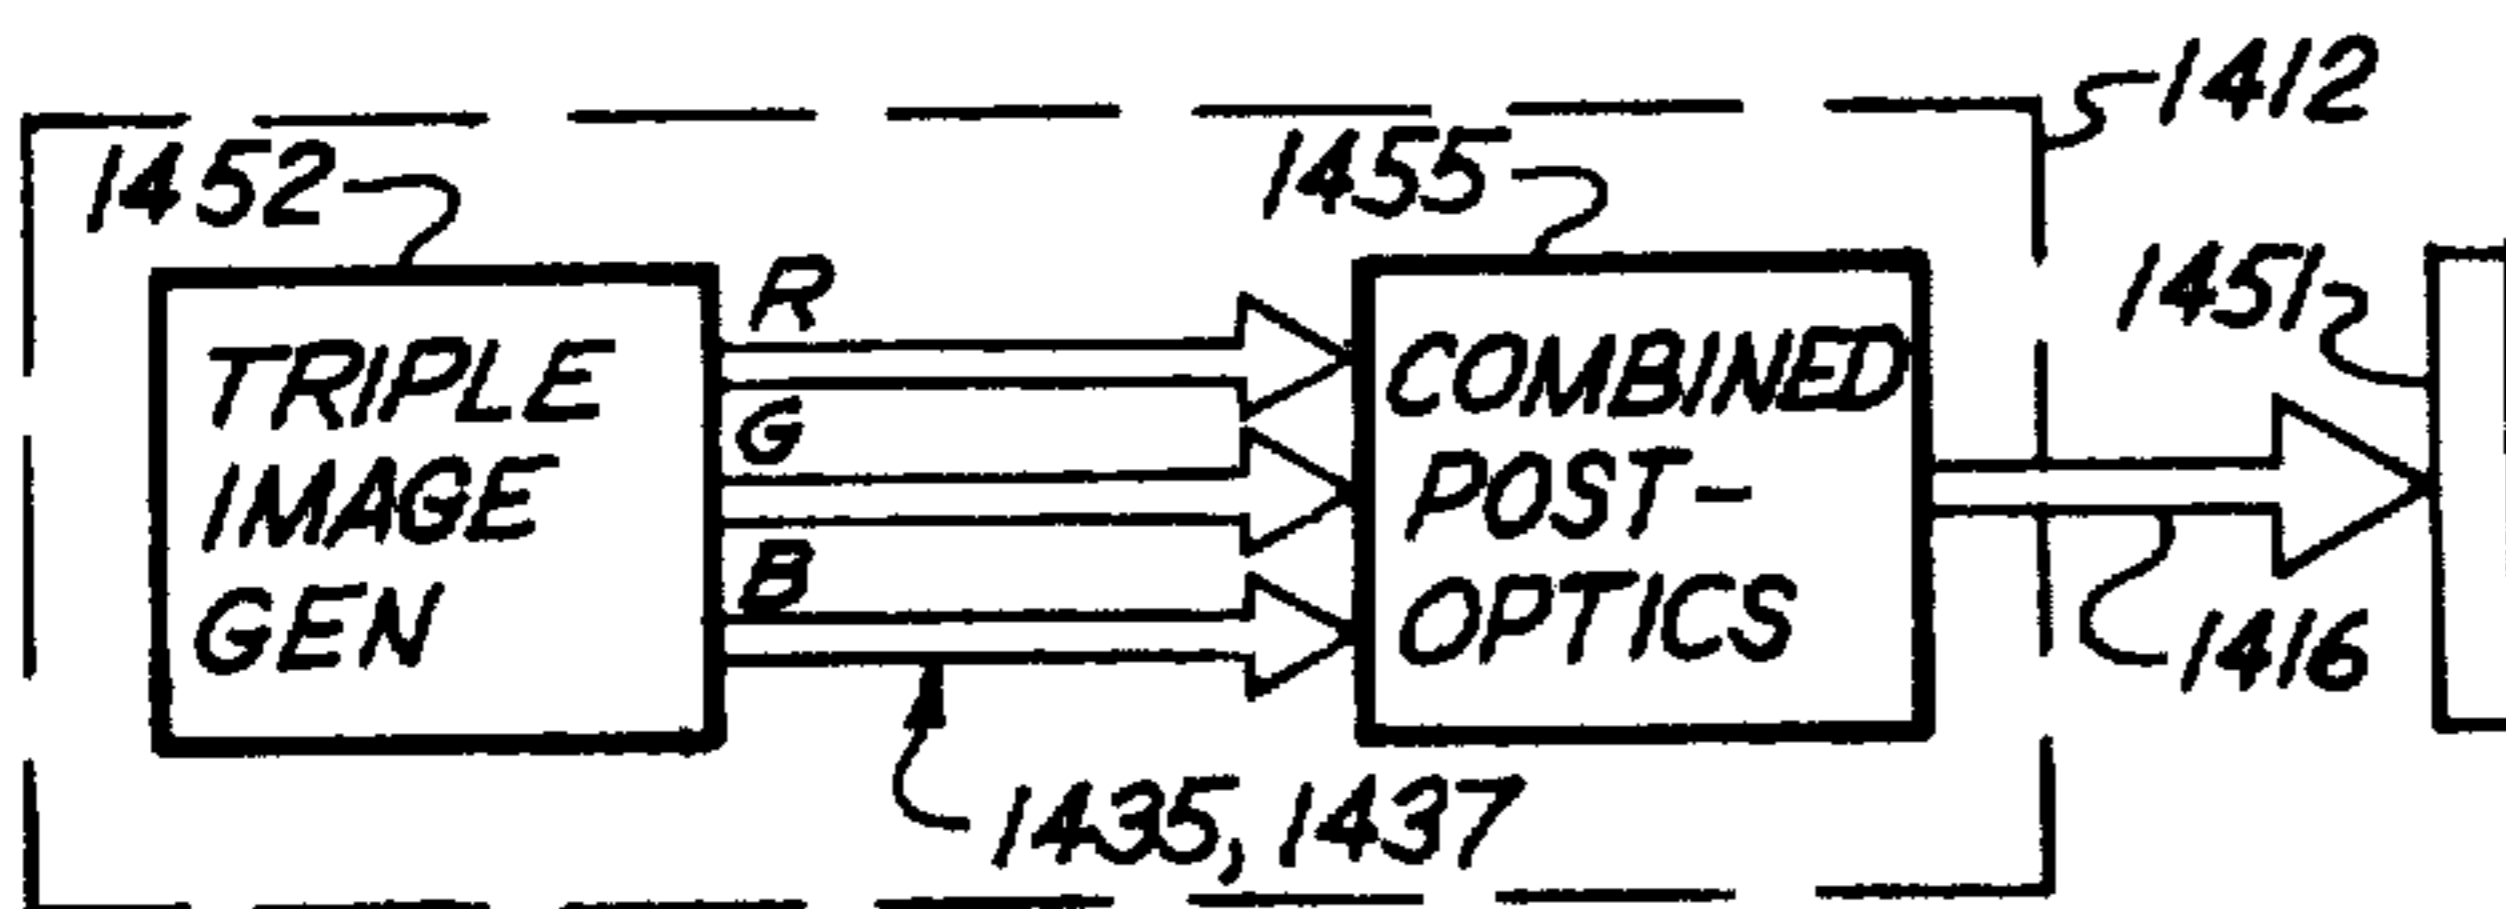 1412
1452
1455
1451
R
TRIPLE
IMAGE
GEN
G
B
COMBINED
POST-
OPTICS
1416
1435, 1437